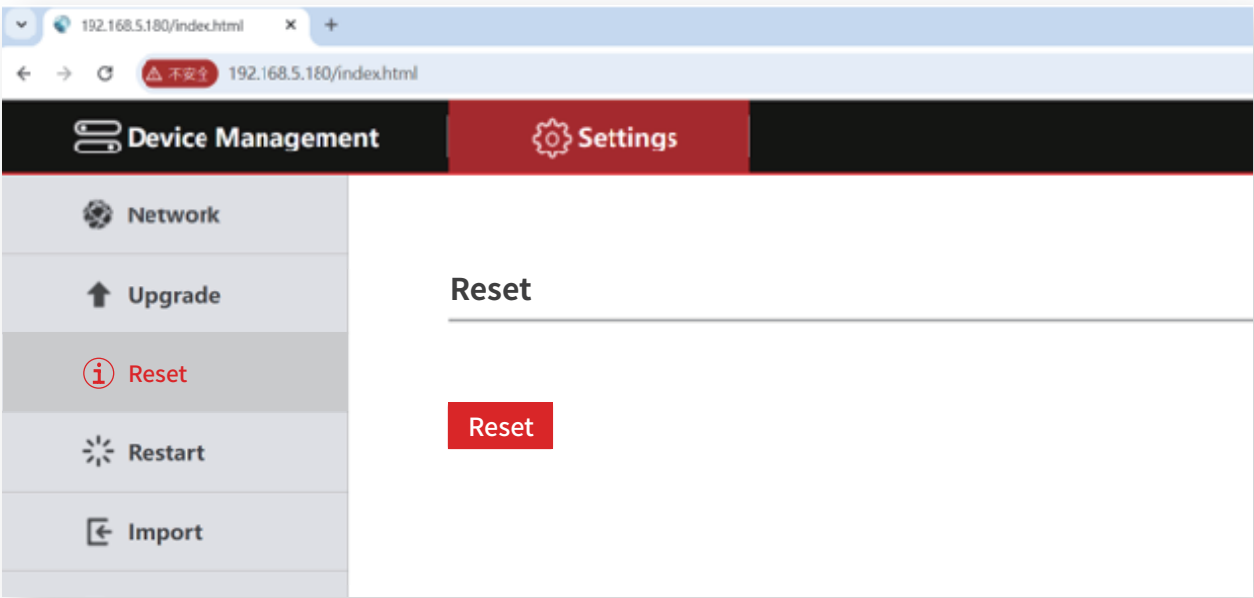 192.168.5.180/index.html
不安全 192.168.5.180/index.html
Device Management Settings
Network
Upgrade
Reset
Reset
Reset
Restart
Import